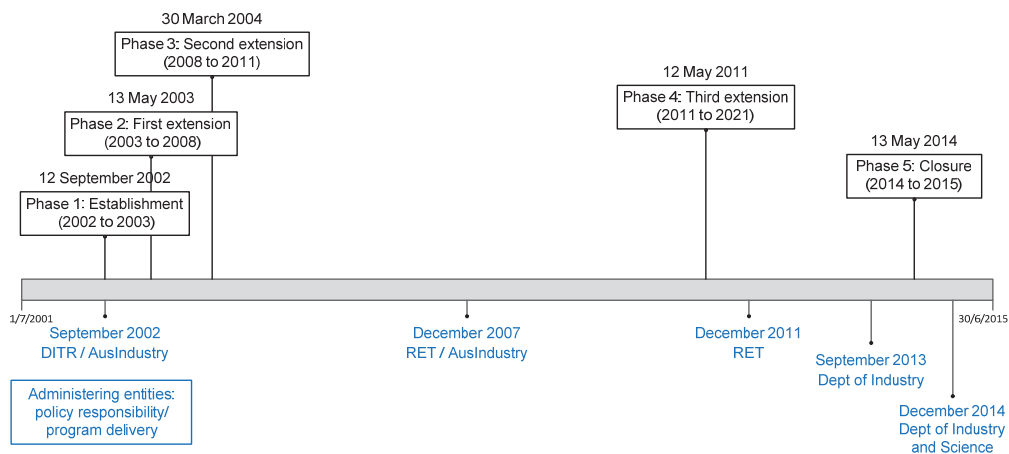 30 March 2004
Phase 3: Second extension
(2008 to 2011)
13 May 2003
Phase 2: First extension
(2003 to 2008)
12 September 2002
Phase 1: Establishment
(2002 to 2003)
12 May 2011
Phase 4: Third extension
(2011 to 2021)
13 May 2014
Phase 5: Closure
(2014 to 2015)
1/7/2001
30/6/2015
September 2002
DITR / AusIndustry
December 2007
RET / AusIndustry
December 2011
RET
September 2013
Dept of Industry
December 2014
Dept of Industry
and Science
Administering entities:
policy responsibility/
program delivery